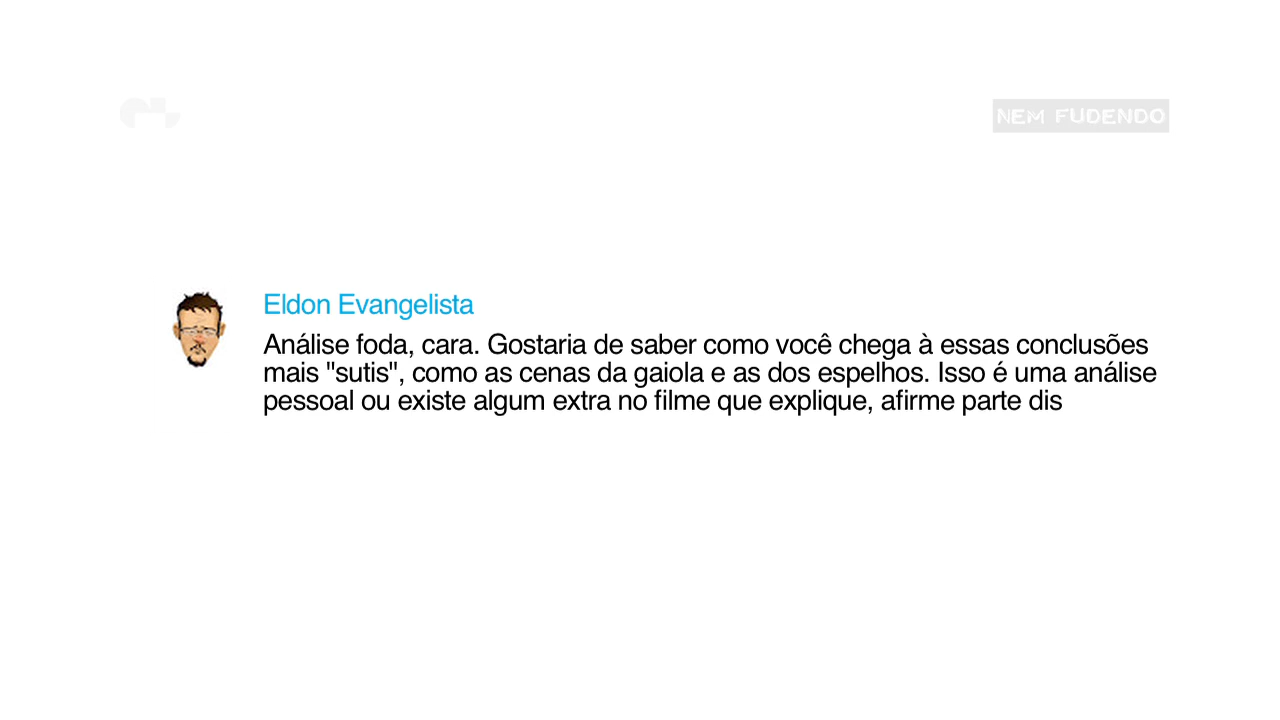 NEM FUDENDO
Eldon Evangelista
Análise foda, cara. Gostaria de saber como você chega à essas conclusões
mais "sutis", como as cenas da gaiola e as dos espelhos. Isso é uma análise
pessoal ou existe algum extra no filme que explique, afirme parte dis